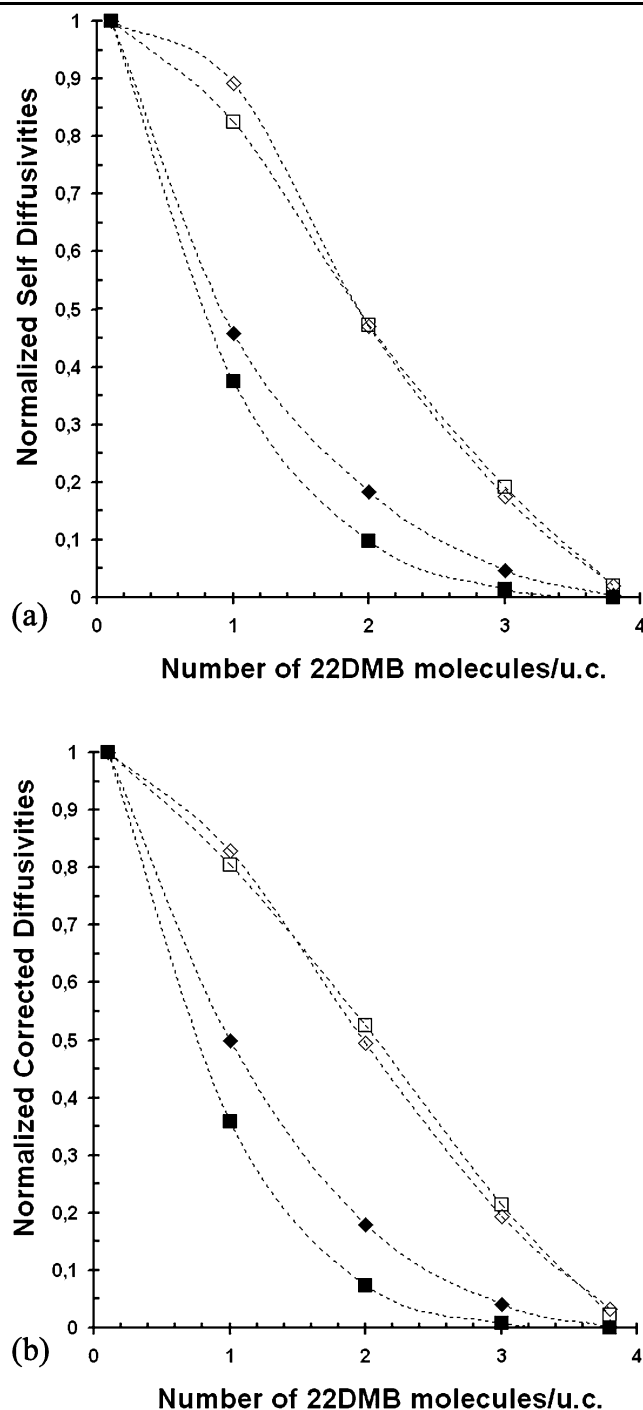 Normalized Self Diffusivities
1
0,9
0,8
0,7
0,6
0,5
0,4
0,3
0,2
0,1
0
0 1 2 3 4
(a)
Number of 22DMB molecules/u.c.
Normalized Corrected Diffusivities
1
0,9
0,8
0,7
0,6
0,5
0,4
0,3
0,2
0,1
0
0 1 2 3 4
(b)
Number of 22DMB molecules/u.c.